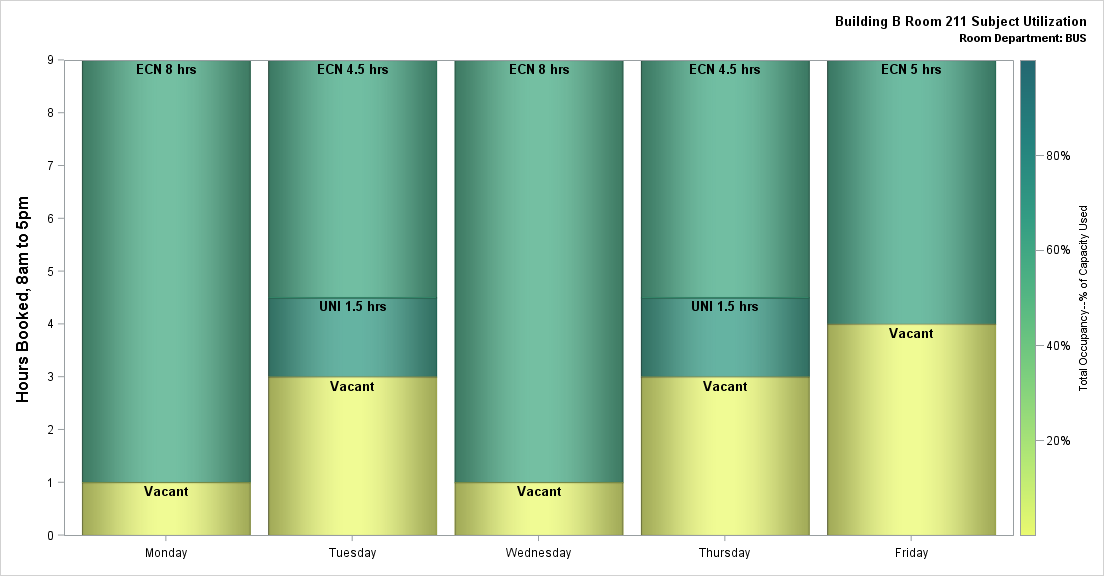 Building B Room 211 Subject Utilization
Room Department: BUS
Hours Booked, 8am to 5pm
9
8
7
6
5
4
3
2
1
0
ECN 8 hrs
Vacant
ECN 4.5 hrs
UNI 1.5 hrs
Vacant
ECN 8 hrs
Vacant
ECN 4.5 hrs
UNI 1.5 hrs
Vacant
ECN 5 hrs
Vacant
Monday
Tuesday
Wednesday
Thursday
Friday
80%
60%
40%
20%
Total Occupancy--% of Capacity Used